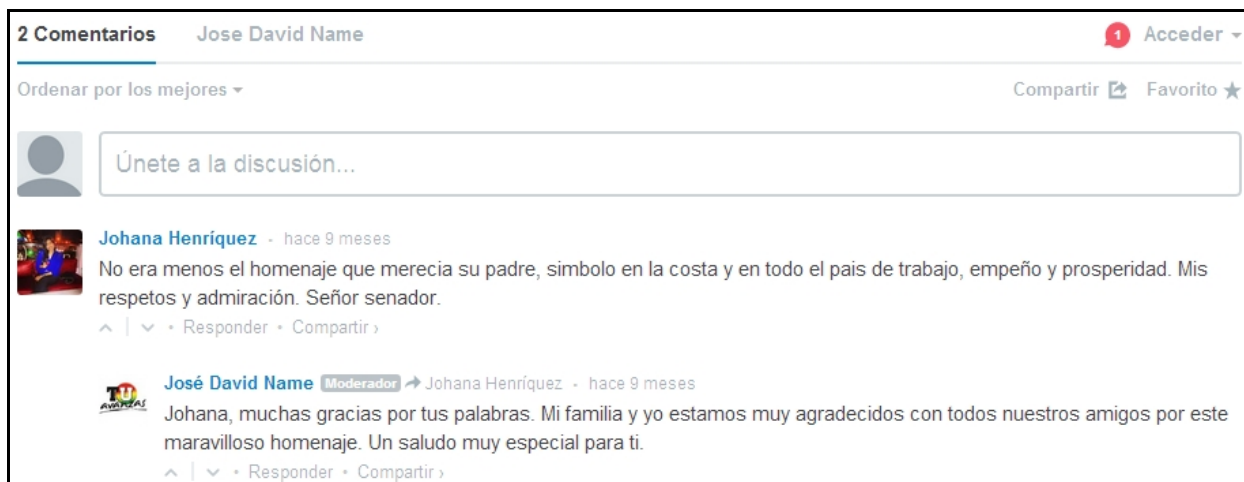 2 Comentarios Jose David Name 1 Acceder
Ordenar por los mejores Compartir Favorito
Únete a la discusión...
Johana Henríquez • hace 9 meses
No era menos el homenaje que merecia su padre, simbolo en la costa y en todo el pais de trabajo, empeño y prosperidad. Mis
respetos y admiración. Señor senador.
• Responder • Compartir ›
TU
AVANZAS
José David Name Moderador Johana Henríquez • hace 9 meses
Johana, muchas gracias por tus palabras. Mi familia y yo estamos muy agradecidos con todos nuestros amigos por este
maravilloso homenaje. Un saludo muy especial para ti.
• Responder • Compartir ›